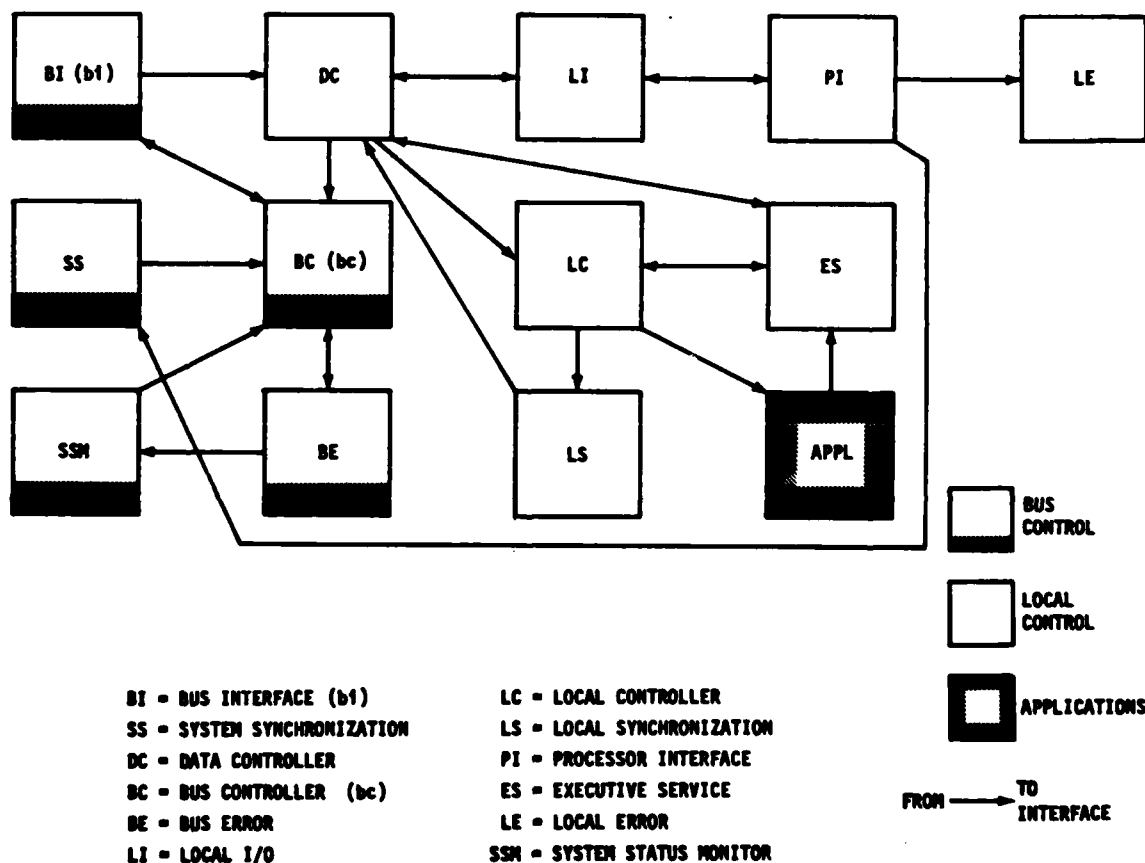 BI (bi)
DC
LI
PI
LE
SS
BC (bc)
LC
ES
SSM
BE
LS
APPL
BUS
CONTROL
LOCAL
CONTROL
APPLICATIONS
FROM TO
INTERFACE
BI = BUS INTERFACE (bi)
SS = SYSTEM SYNCHRONIZATION
DC = DATA CONTROLLER
BC = BUS CONTROLLER (bc)
BE = BUS ERROR
LI = LOCAL I/O
LC = LOCAL CONTROLLER
LS = LOCAL SYNCHRONIZATION
PI = PROCESSOR INTERFACE
ES = EXECUTIVE SERVICE
LE = LOCAL ERROR
SSM = SYSTEM STATUS MONITOR